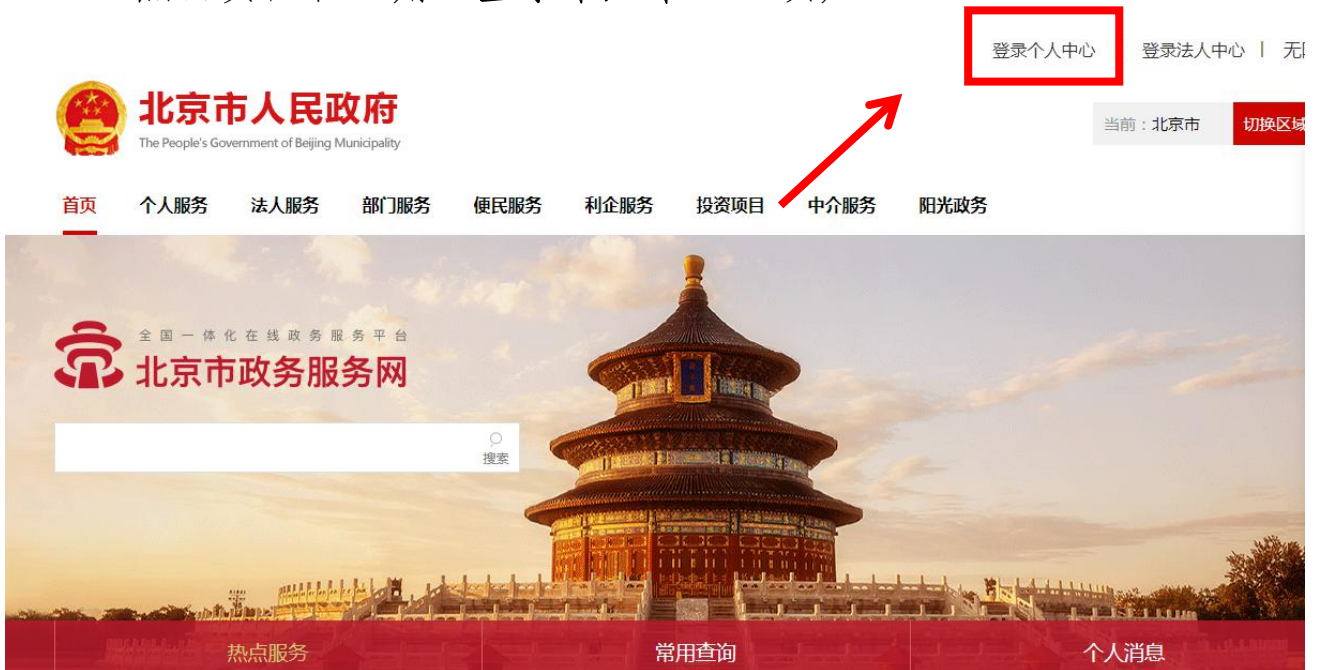 登录个人中心 登录法人中心 | 无
北京市人民政府
The People's Government of Beijing Municipality
当前：北京市 切换区域
首页 个人服务 法人服务 部门服务 便民服务 利企服务 投资项目 中介服务 阳光政务
全国一体化在线政务服务平台
北京市政务服务网
搜索
热点服务 常用查询 个人消息